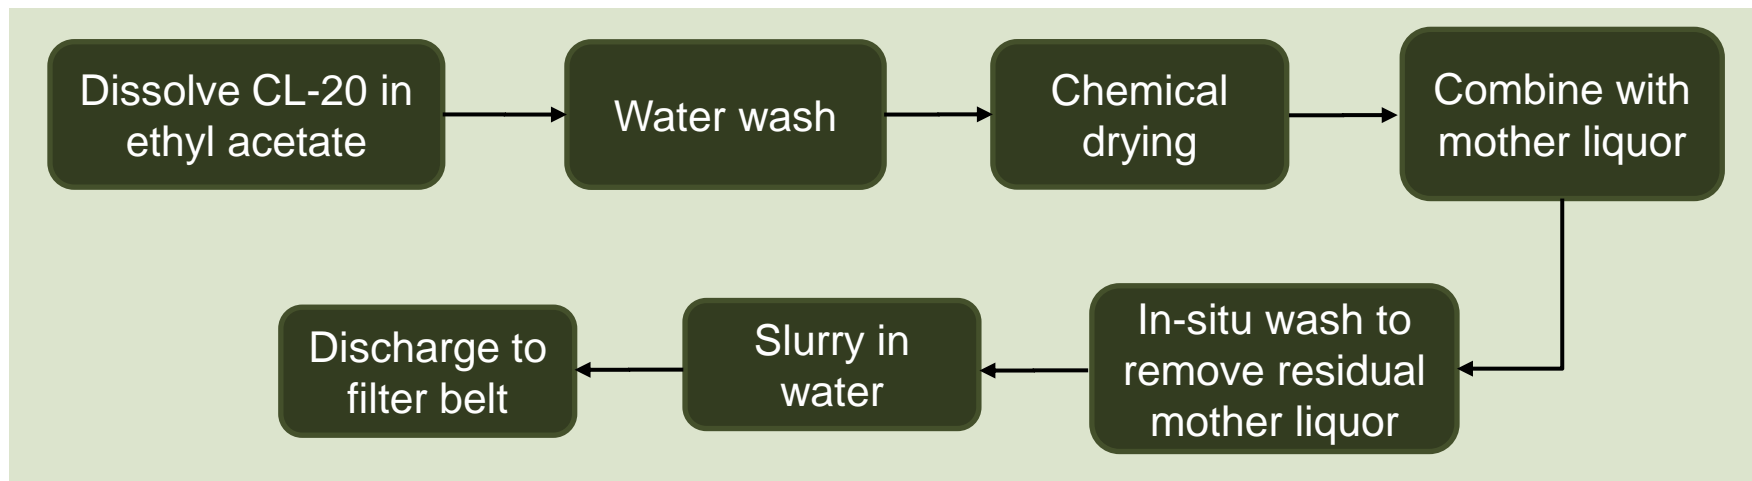 Dissolve CL-20 in
ethyl acetate
Water wash
Chemical
drying
Combine with
mother liquor
In-situ wash to
remove residual
mother liquor
Slurry in
water
Discharge to
filter belt